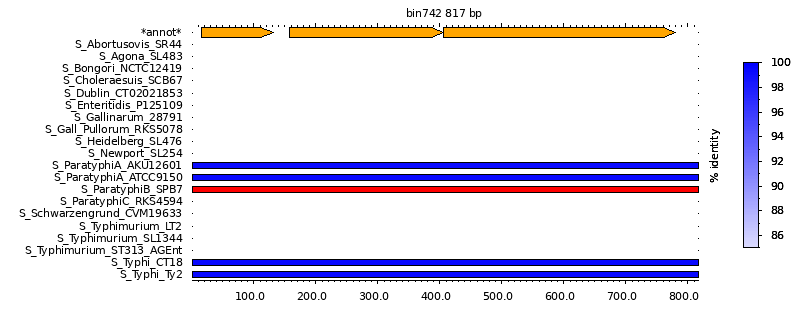 bin742 817 bp
*annot*
S_Abortusovis_SR44
S_Agona_SL483
S_Bongori_NCTC12419
S_Choleraesuis_SCB67
S_Dublin_CT02021853
S_Enteritidis_P125109
S_Gallinarum_28791
S_Gall_Pullorum_RKS5078
S_Heidelberg_SL476
S_Newport_SL254
S_ParatyphiA_AKU12601
S_ParatyphiA_ATCC9150
S_ParatyphiB_SPB7
S_ParatyphiC_RKS4594
S_Schwarzengrund_CVM19633
S_Typhimurium_LT2
S_Typhimurium_SL1344
S_Typhimurium_ST313_AGEnt
S_Typhi_CT18
S_Typhi_Ty2
100.0 200.0 300.0 400.0 500.0 600.0 700.0 800.0
% identity
100
98
96
94
92
90
88
86